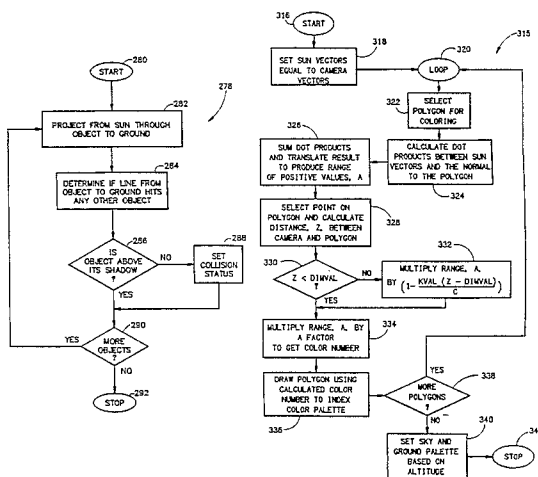 280
START
278
282
PROJECT FROM SUN THROUGH
OBJECT TO GROUND
284
DETERMINE IF LINE FROM
OBJECT TO GROUND HITS
ANY OTHER OBJECT
286
IS
OBJECT ABOVE
ITS SHADOW
?
NO
288
SET
COLLISION
STATUS
YES
290
MORE
OBJECTS
?
YES
NO
292
STOP
316
START
315
318
SET SUN VECTORS
EQUAL TO CAMERA
VECTORS
320
LOOP
322
SELECT
POLYGON FOR
COLORING
CALCULATE DOT
PRODUCTS BETWEEN SUN
VECTORS AND THE NORMAL
TO THE POLYGON
324
326
SUM DOT PRODUCTS
AND TRANSLATE RESULT
TO PRODUCE RANGE
OF POSITIVE VALUES, A
SELECT POINT ON
POLYGON AND CALCULATE
DISTANCE, Z, BETWEEN
CAMERA AND POLYGON
328
330
Z < DIMVAL
?
NO
332
MULTIPLY RANGE, A,
BY (1- KVAL (Z - DIMVAL) / C)
YES
MULTIPLY RANGE, A, BY
A FACTOR
TO GET COLOR NUMBER
334
DRAW POLYGON USING
CALCULATED COLOR
NUMBER TO INDEX
COLOR PALETTE
336
YES
MORE
POLYGONS
?
338
NO
340
SET SKY AND
GROUND PALETTE
BASED ON
ALTITUDE
STOP